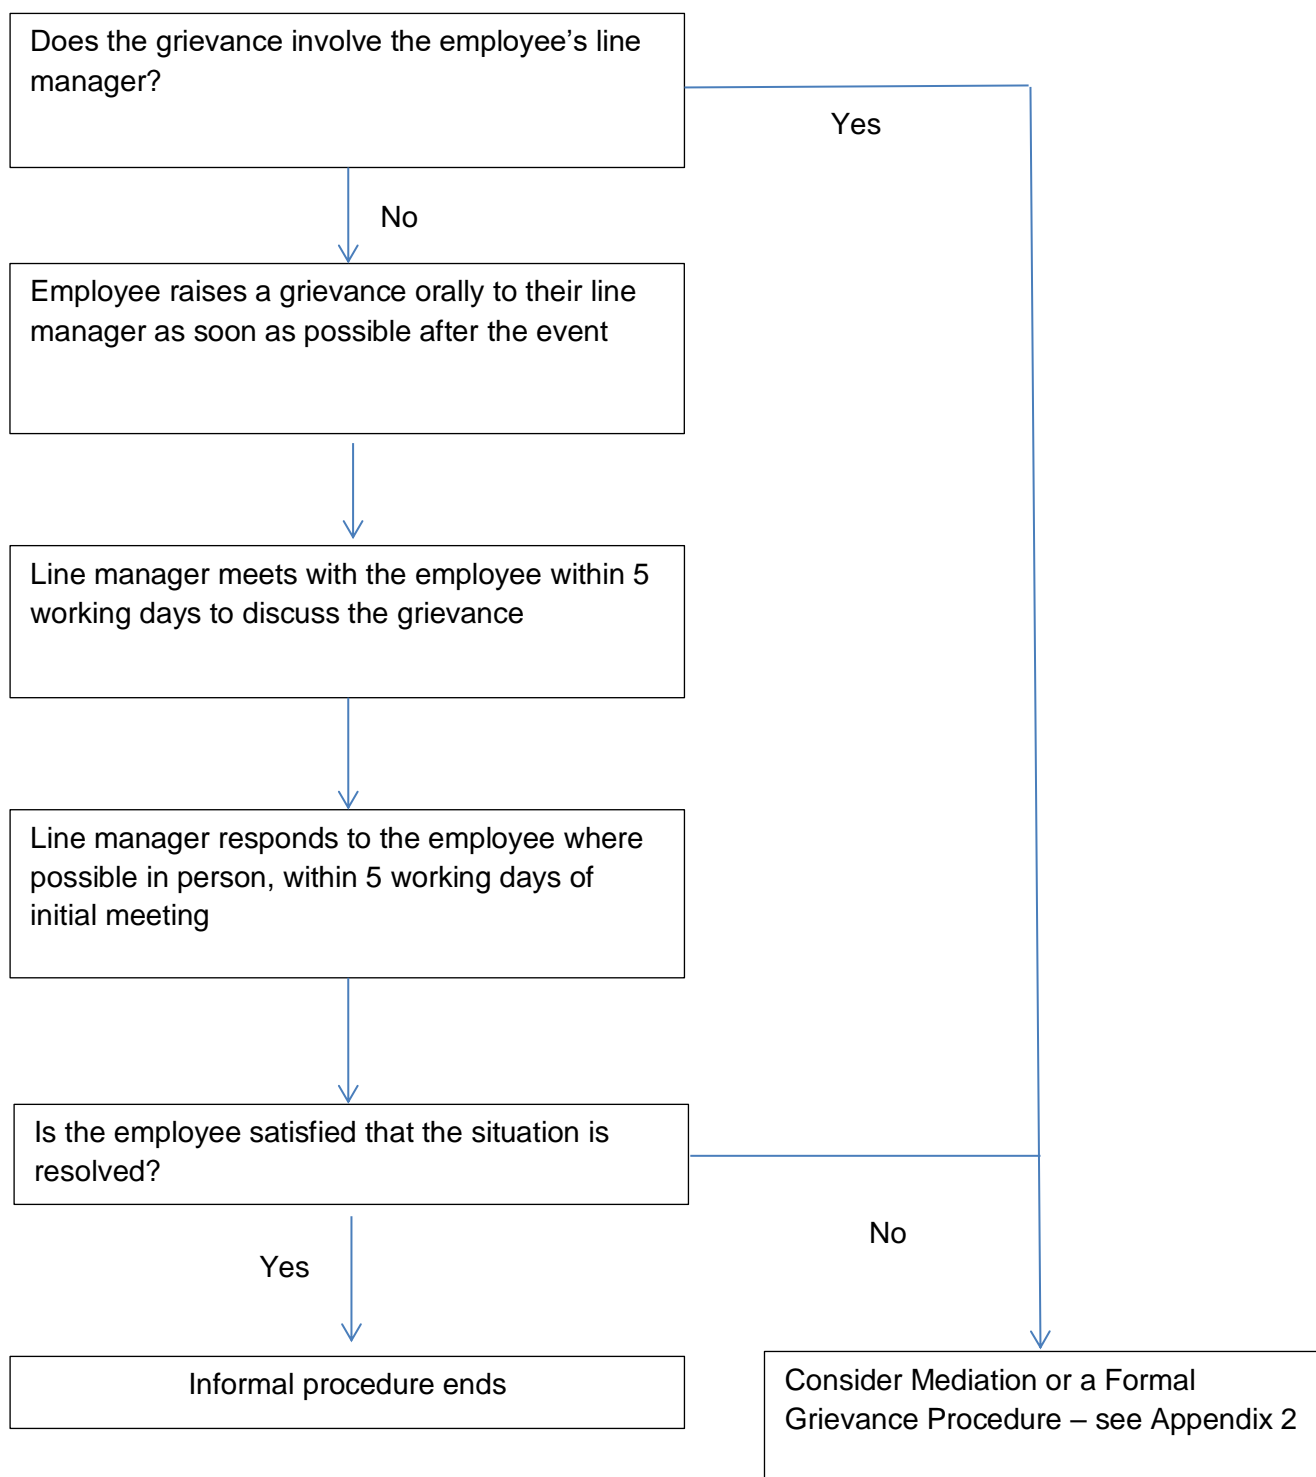 Does the grievance involve the employee’s line
manager?
Yes
No
Employee raises a grievance orally to their line
manager as soon as possible after the event
Line manager meets with the employee within 5
working days to discuss the grievance
Line manager responds to the employee where
possible in person, within 5 working days of
initial meeting
Is the employee satisfied that the situation is
resolved?
No
Yes
Informal procedure ends
Consider Mediation or a Formal
Grievance Procedure – see Appendix 2